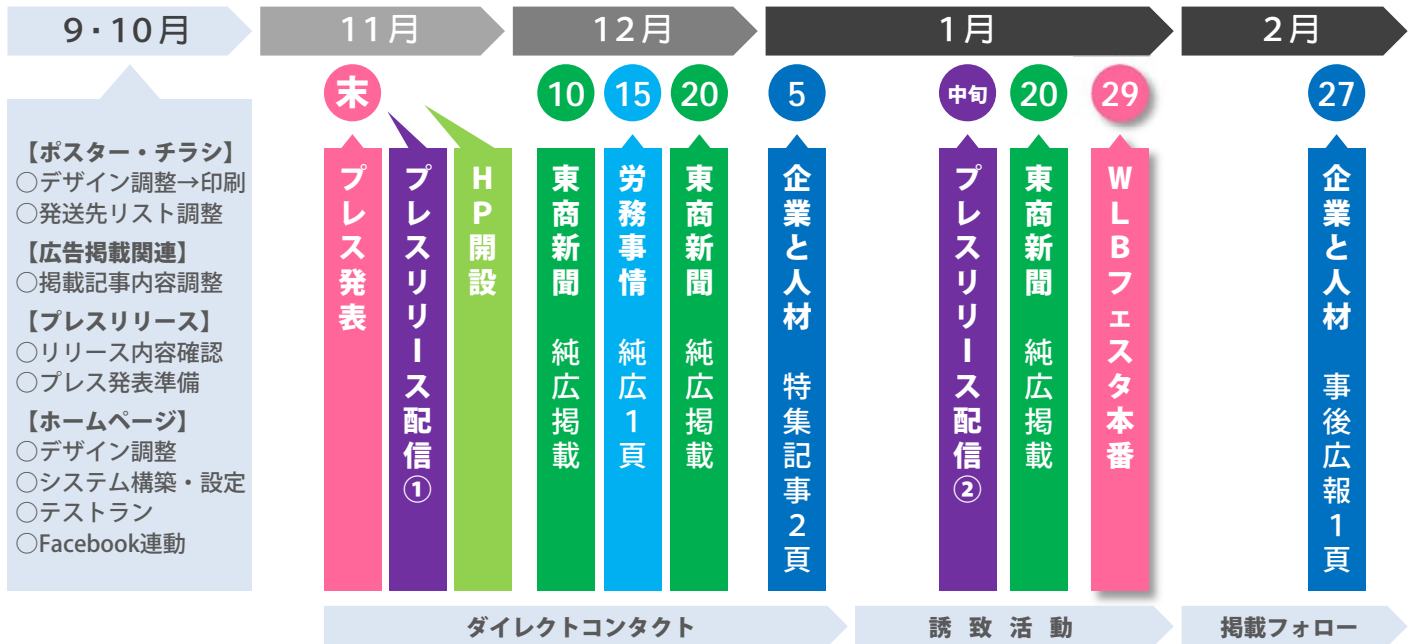 9・10月
11月
12月
1月
2月
【ポスター・チラシ】
○デザイン調整→印刷
○発送先リスト調整
【広告掲載関連】
○掲載記事内容調整
【プレスリリース】
○リリース内容確認
○プレス発表準備
【ホームページ】
○デザイン調整
○システム構築・設定
○テストラン
○Facebook連動
末
プレス発表
プレスリリース配信①
HP開設
10
東商新聞 純広掲載
15
労務事情 純広1頁
20
東商新聞 純広掲載
5
企業と人材 特集記事2頁
中旬
プレスリリース配信②
20
東商新聞 純広掲載
29
WLBフェスタ本番
27
企業と人材 事後広報1頁
ダイレクトコンタクト
誘致活動
掲載フォロー